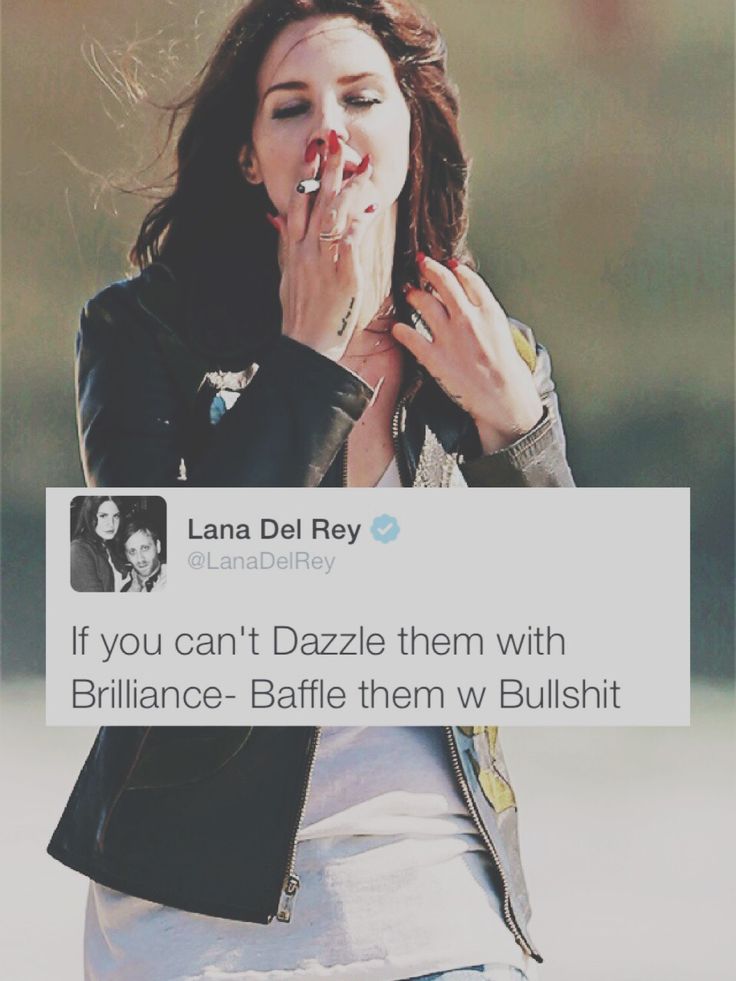 Lana Del Rey
@LanaDelRey
If you can't Dazzle them with
Brilliance- Baffle them w Bullshit